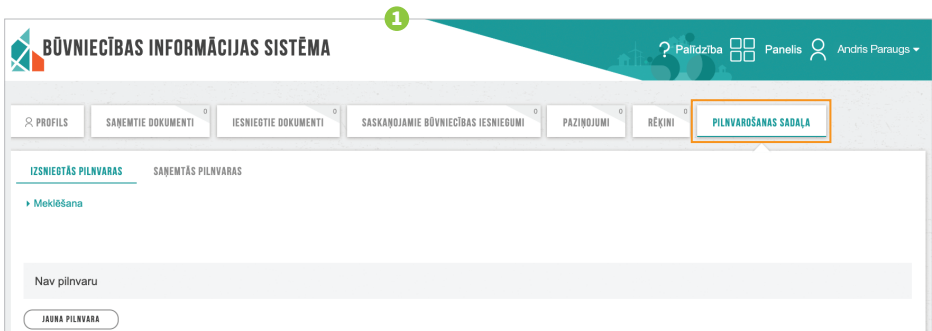 1
BŪVNIECĪBAS INFORMĀCIJAS SISTĒMA
? Palīdzība Panelis Andris Paraugs
PROFILS SAŅEMTIE DOKUMENTI 0 IESNIEGTIE DOKUMENTI 0 SASKAŅOJAMIE BŪVNIECĪBAS IESNIEGUMI 0 PAZIŅOJUMI 0 RĒĶINI 0 PILNVAROŠANAS SADAĻA
IZSNIEGTĀS PILNVARAS SAŅEMTĀS PILNVARAS
Meklēšana
Nav pilnvaru
JAUNA PILNVARA